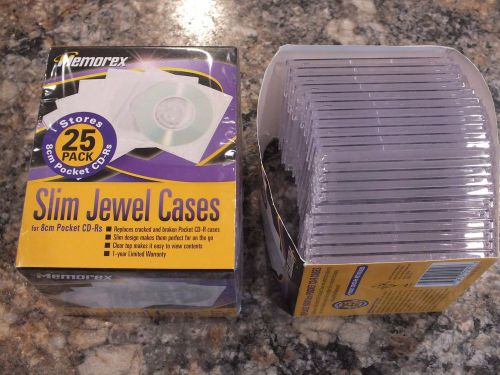 Memorex
Stores
25
PACK
8cm Pocket CD-Rs
Slim Jewel Cases
for 8cm Pocket CD-Rs
Replaces cracked and broken Pocket CD-R cases
Slim design makes them perfect for on the go
Clear top makes it easy to view contents
1-year Limited Warranty
Memorex